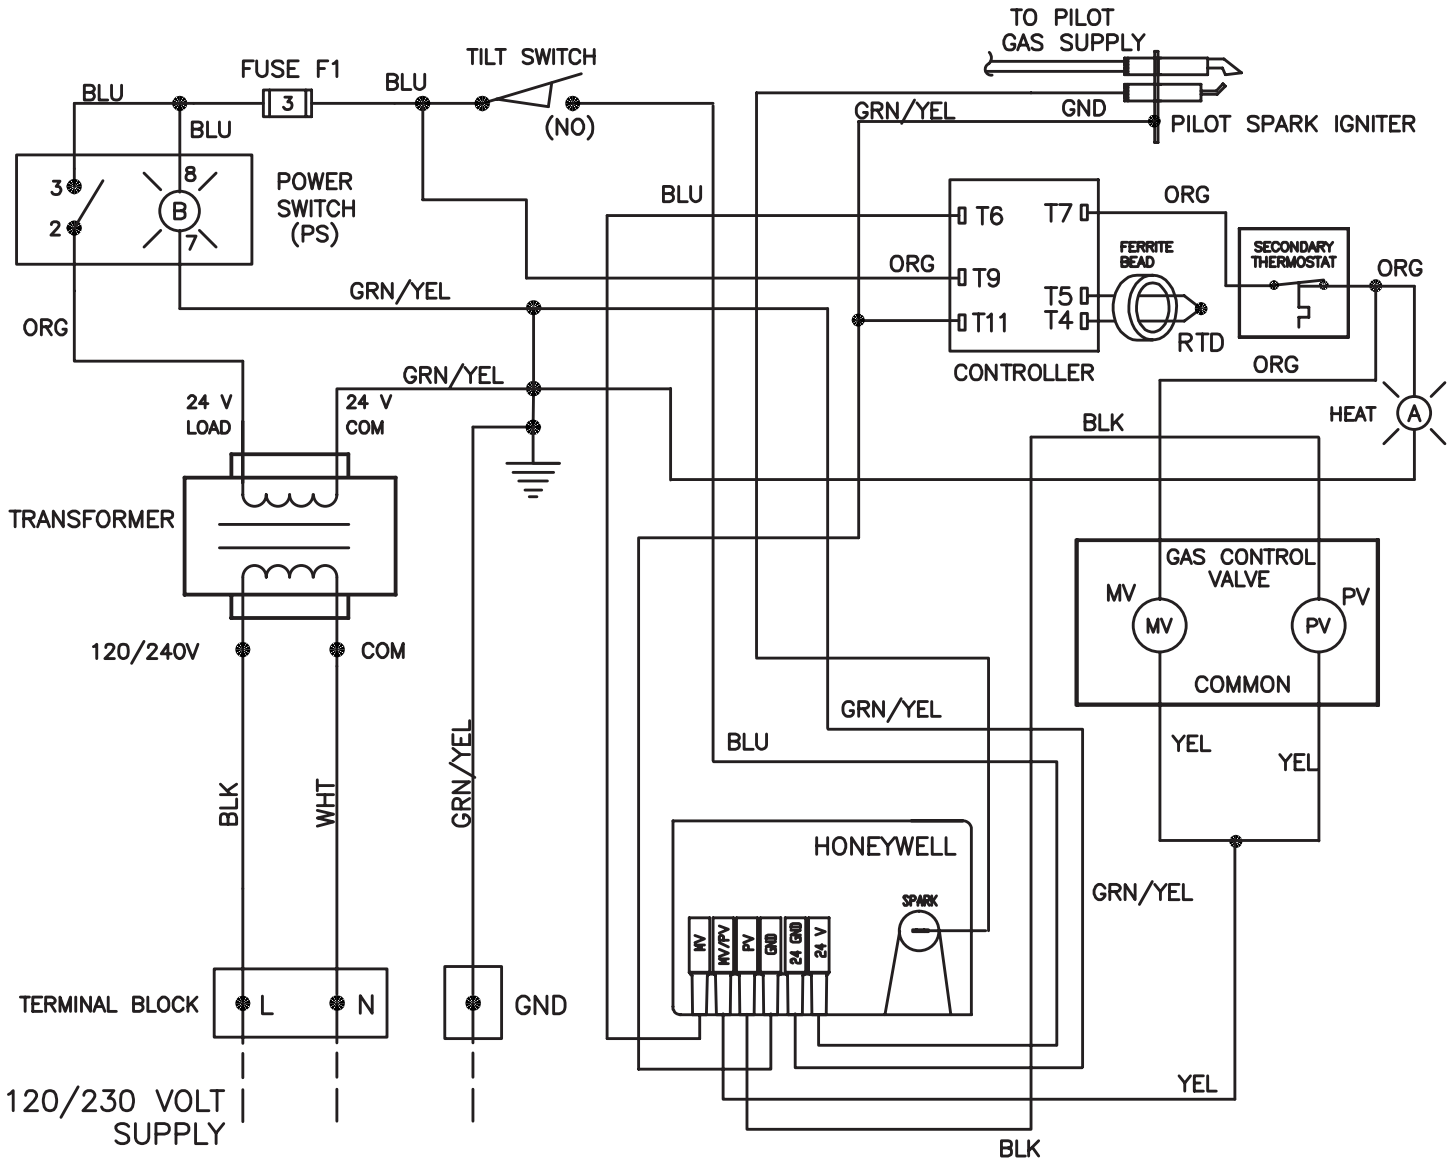 TO PILOT
GAS SUPPLY
TILT SWITCH
FUSE F1
BLU
BLU
3
BLU
(NO)
GRN/YEL
GND
PILOT SPARK IGNITER
3
2
8
B
7
POWER
SWITCH
(PS)
BLU
T6
T7
ORG
ORG
T9
FERRITE
BEAD
SECONDARY
THERMOSTAT
ORG
T5
T4
T11
RTD
GRN/YEL
ORG
CONTROLLER
ORG
GRN/YEL
24 V
LOAD
24 V
COM
HEAT
A
BLK
TRANSFORMER
GAS CONTROL
VALVE
MV
PV
MV
PV
COMMON
120/240V
COM
GRN/YEL
BLU
YEL
YEL
BLK
WHT
GRN/YEL
HONEYWELL
SPARK
GRN/YEL
MV
MV/PV
PV
GND
24 GND
24 V
TERMINAL BLOCK
L
N
GND
120/230 VOLT
SUPPLY
YEL
BLK